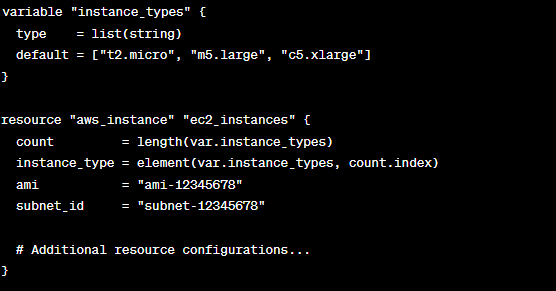 variable "instance_types" {
  type    = list(string)
  default = ["t2.micro", "m5.large", "c5.xlarge"]
}
resource "aws_instance" "ec2_instances" {
  count         = length(var.instance_types)
  instance_type = element(var.instance_types, count.index)
  ami           = "ami-12345678"
  subnet_id     = "subnet-12345678"
  # Additional resource configurations...
}